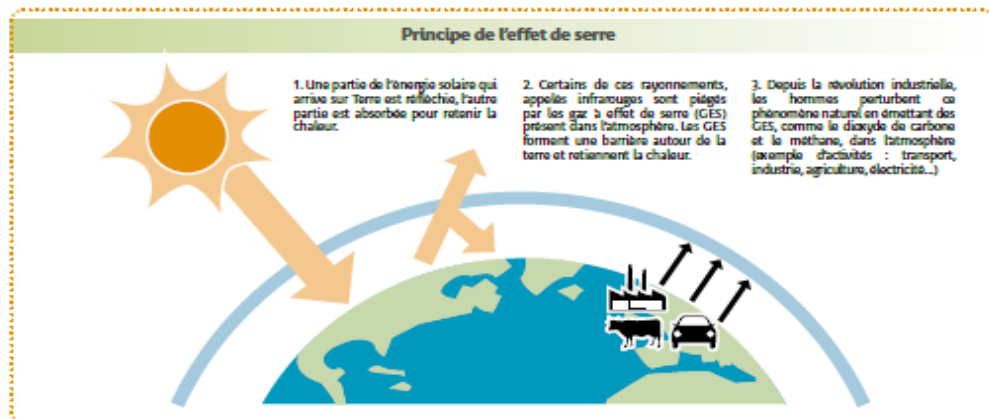 Principe de l'effet de serre
1. Une partie de l'énergie solaire qui
arrive sur Terre est réfléchie, l'autre
partie est absorbée pour retenir la
chaleur.
2. Certains de ces rayonnements,
appelés infrarouges sont piégés
par les gaz à effet de serre (GES)
présent dans l'atmosphère. Les GES
forment une barrière autour de la
terre et retiennent la chaleur.
3. Depuis la révolution industrielle,
les hommes perturbent ce
phénomène naturel en émettant des
GES, comme le dioxyde de carbone
et le méthane, dans l'atmosphère
(exemple d'activités : transport,
industrie, agriculture, électricité...)